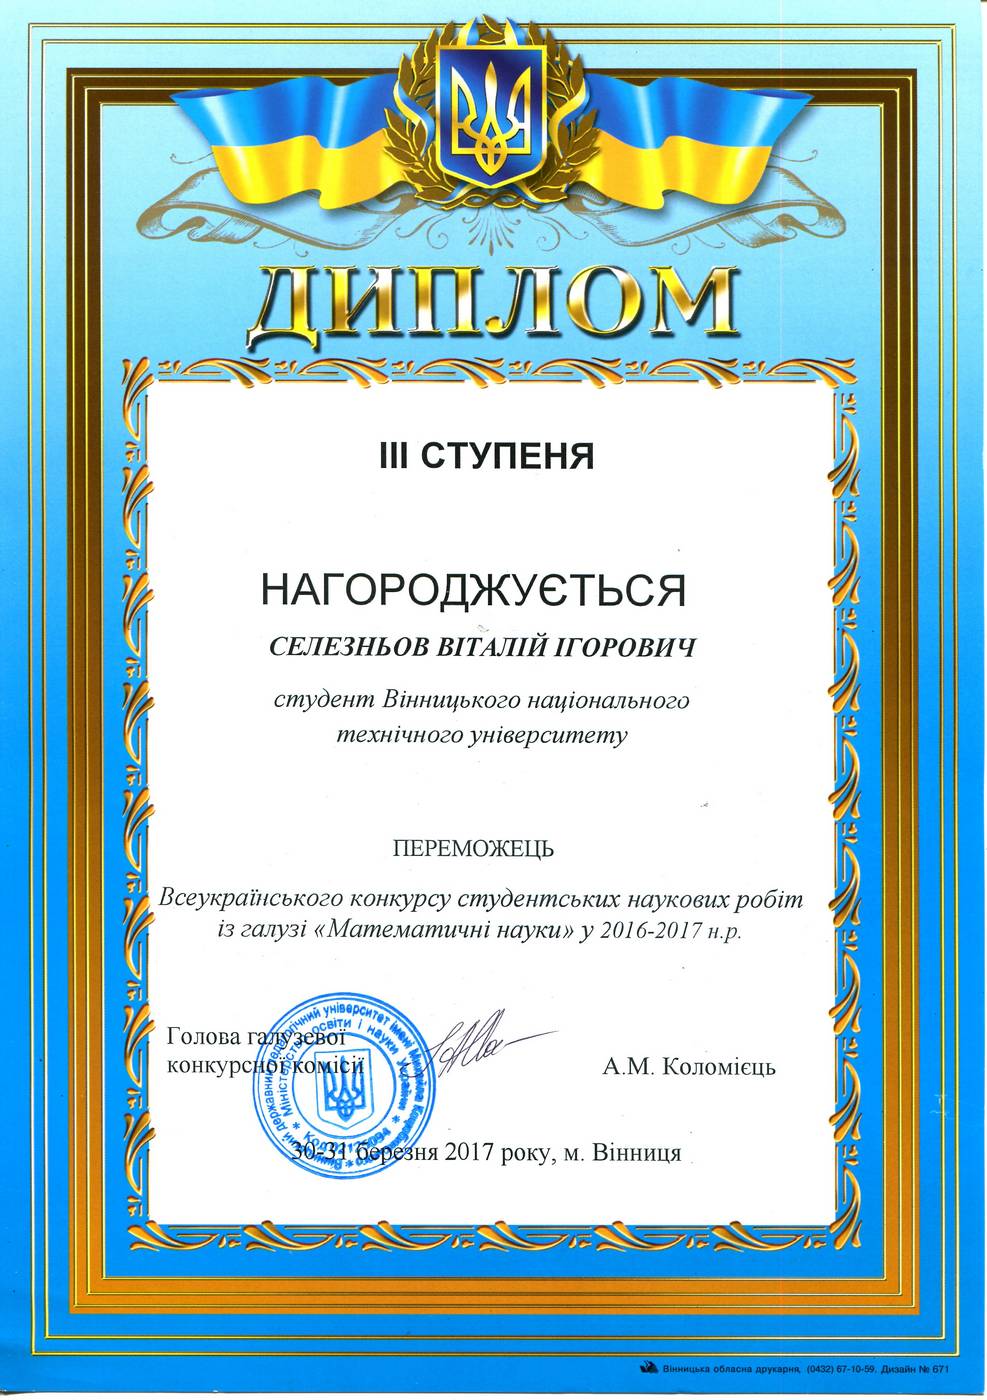 ДИПЛОМ
III СТУПЕНЯ
НАГОРОДЖУЄТЬСЯ
СЕЛЕЗНЬОВ ВІТАЛІЙ ІГОРОВИЧ
студент Вінницького національного
технічного університету
ПЕРЕМОЖЕЦЬ
Всеукраїнського конкурсу студентських наукових робіт
із галузі «Математичні науки» у 2016-2017 н.р.
Голова галузевої
конкурсної комісії
А.М. Коломієць
Вінницький державний педагогічний університет імені Михайла Коцюбинського
Міністерство освіти і науки України
30-31 березня 2017 року, м. Вінниця
Вінницька обласна друкарня, (0432) 67-10-59. Дизайн № 671